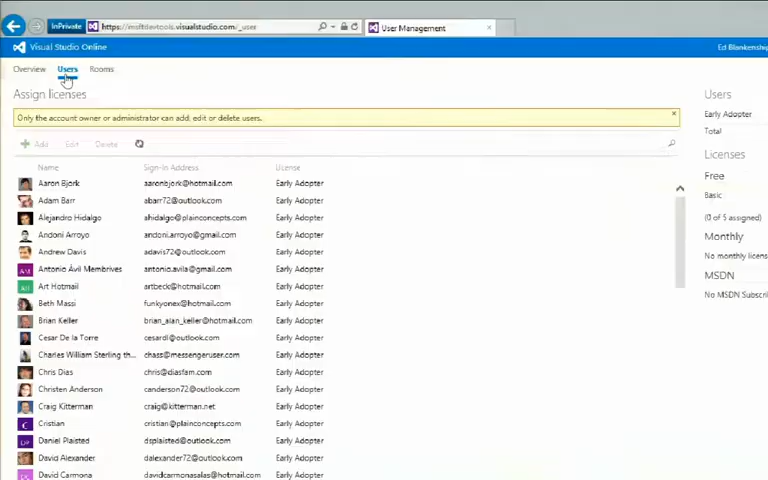 InPrivate https://msftdevtools.visualstudio.com/_user User Management
Visual Studio Online Ed Blankenship
Overview Users Rooms
Assign licenses
Only the account owner or administrator can add, edit or delete users.
Add Edit Delete
Name Sign-In Address License
Aaron Bjork aaronbjork@hotmail.com Early Adopter
Adam Barr abarr72@outlook.com Early Adopter
Alejandro Hidalgo ahidalgo@plainconcepts.com Early Adopter
Andoni Arroyo andoni.arroyo@gmail.com Early Adopter
Andrew Davis adavis72@outlook.com Early Adopter
AM Antonio Ávil Membrives antonio.avila@gmail.com Early Adopter
AH Art Hotmail artbeck@hotmail.com Early Adopter
Beth Massi funkyonex@hotmail.com Early Adopter
Brian Keller brian_alan_keller@hotmail.com Early Adopter
Cesar De la Torre cesardl@outlook.com Early Adopter
Charles William Sterling th... chass@messengeruser.com Early Adopter
Chris Dias chris@diasfam.com Early Adopter
Christen Anderson canderson72@outlook.com Early Adopter
Craig Kitterman craig@kitterman.net Early Adopter
C Cristian cristian@plainconcepts.com Early Adopter
DP Daniel Plaisted dsplaisted@outlook.com Early Adopter
David Alexander dalexander72@outlook.com Early Adopter
David Carmona davidcarmonasalas@hotmail.com Early Adopter
Users
Early Adopter
Total
Licenses
Free
Basic
(0 of 5 assigned)
Monthly
No monthly licens
MSDN
No MSDN Subscri